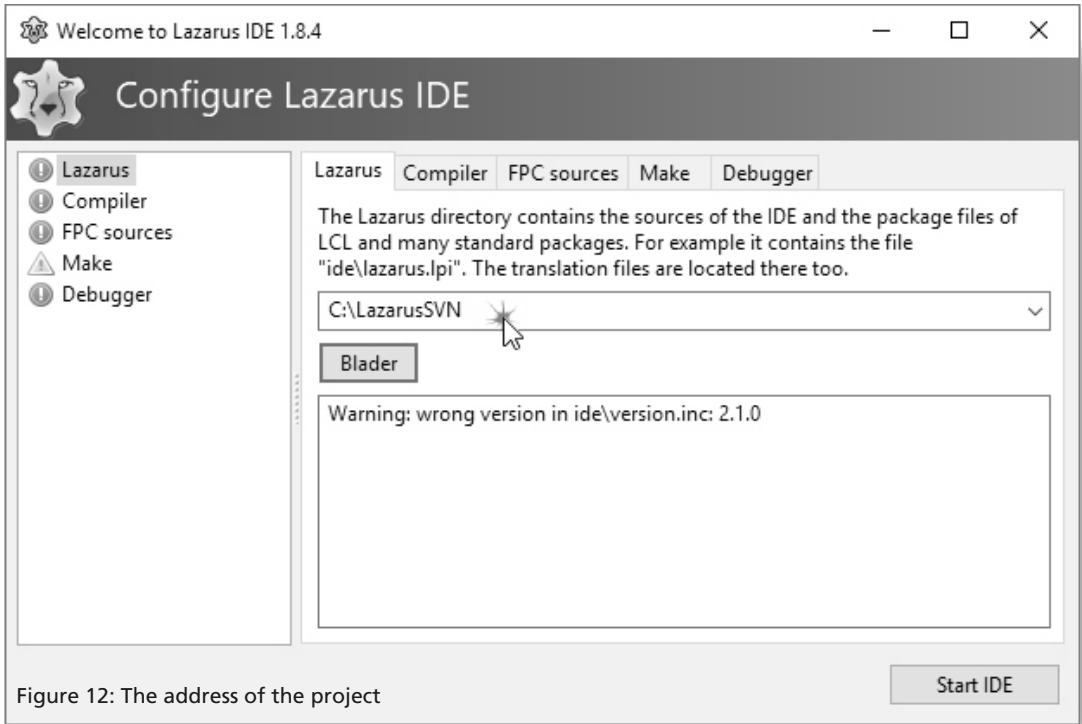 Welcome to Lazarus IDE 1.8.4
Configure Lazarus IDE
Lazarus
Compiler
FPC sources
Make
Debugger
Lazarus Compiler FPC sources Make Debugger
The Lazarus directory contains the sources of the IDE and the package files of
LCL and many standard packages. For example it contains the file
"ide\lazarus.lpi". The translation files are located there too.
C:\LazarusSVN
Blader
Warning: wrong version in ide\version.inc: 2.1.0
Start IDE
Figure 12: The address of the project